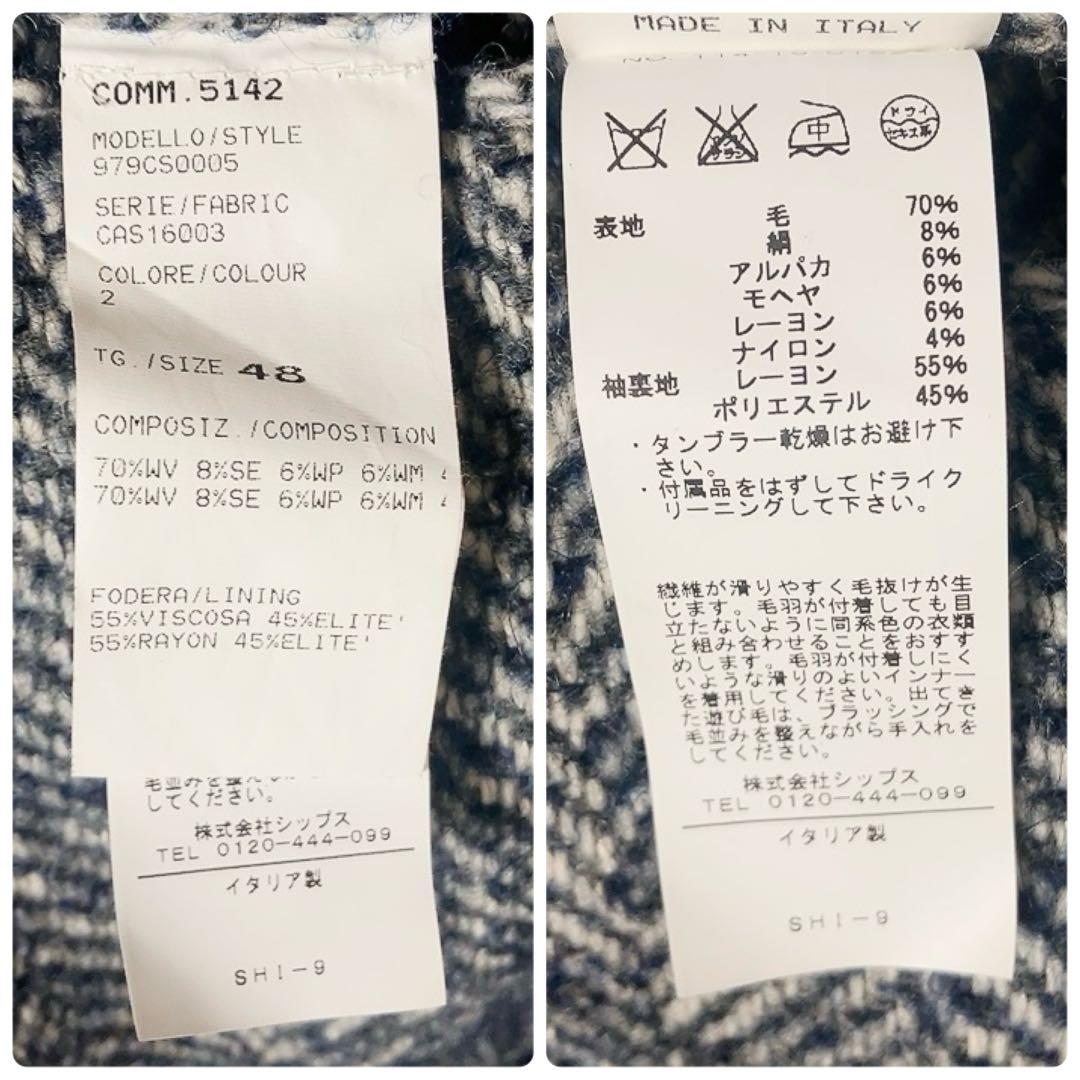 COMM.5142
MODELLO/STYLE
979CS0005
SERIE/FABRIC
CAS16003
COLORE/COLOUR
2
TG./SIZE 48
COMPOSIZ./COMPOSITION
70%WV 8%SE 6%WP 6%WM
70%WV 8%SE 6%WP 6%WM
FODERA/LINING
55%VISCOSA 45%ELITE'
55%RAYON 45%ELITE'
してください。
株式会社シップス
TEL 0120-444-099
イタリア製
SHI-9
MADE IN ITALY
中
ドライ
セキユ系
表地 毛 70%
絹 8%
アルパカ 6%
モヘヤ 6%
レーヨン 6%
ナイロン 4%
袖裏地 レーヨン 55%
ポリエステル 45%
・タンブラー乾燥はお避け下
さい。
・付属品をはずしてドライク
リーニングして下さい。
繊維が滑りやすく毛抜けが生
じます。毛羽が付着しても目
立たないように同系色の衣類
と組み合わせることをおすす
めします。毛羽が付着しにく
いような滑りのよいインナー
を着用してください。出てき
た遊び毛は、ブラッシングで
毛並みを整えながら手入れを
してください。
株式会社シップス
TEL 0120-444-099
イタリア製
SHI-9